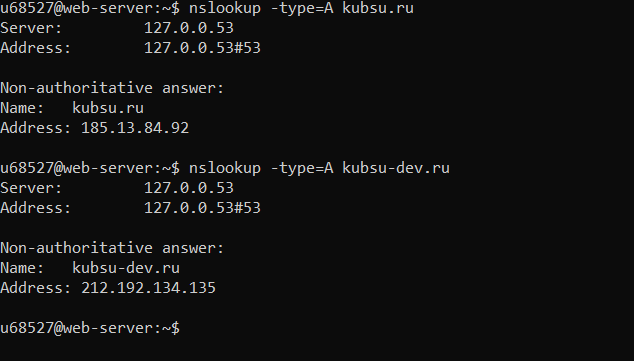 u68527@web-server:~$ nslookup -type=A kubsu.ru
Server:         127.0.0.53
Address:        127.0.0.53#53

Non-authoritative answer:
Name:   kubsu.ru
Address: 185.13.84.92

u68527@web-server:~$ nslookup -type=A kubsu-dev.ru
Server:         127.0.0.53
Address:        127.0.0.53#53

Non-authoritative answer:
Name:   kubsu-dev.ru
Address: 212.192.134.135

u68527@web-server:~$